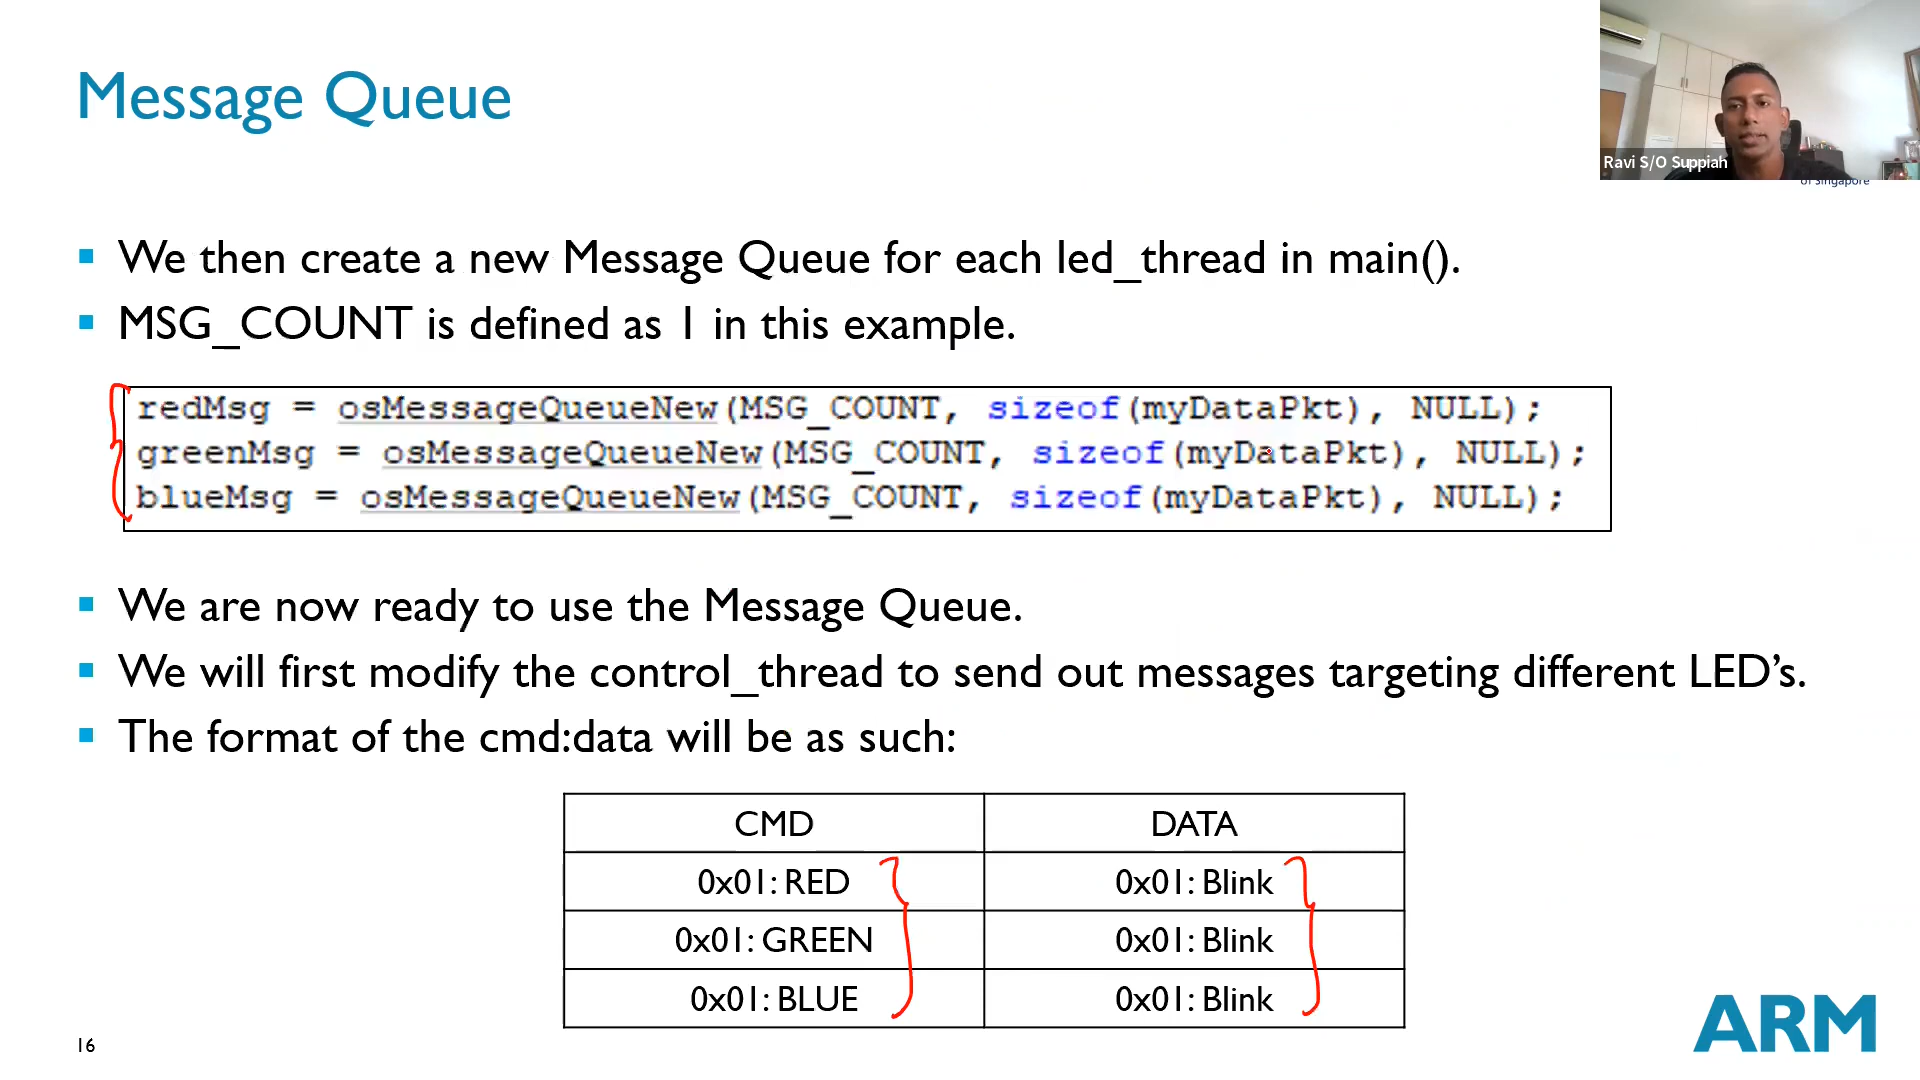 Message Queue
Ravi S/O Suppiah
of Singapore
We then create a new Message Queue for each led_thread in main().
MSG_COUNT is defined as 1 in this example.
redMsg = osMessageQueueNew(MSG_COUNT, sizeof(myDataPkt), NULL);
greenMsg = osMessageQueueNew(MSG_COUNT, sizeof(myDataPkt), NULL);
blueMsg = osMessageQueueNew(MSG_COUNT, sizeof(myDataPkt), NULL);
We are now ready to use the Message Queue.
We will first modify the control_thread to send out messages targeting different LED’s.
The format of the cmd:data will be as such:
CMD DATA
0x01: RED 0x01: Blink
0x01: GREEN 0x01: Blink
0x01: BLUE 0x01: Blink
16
ARM